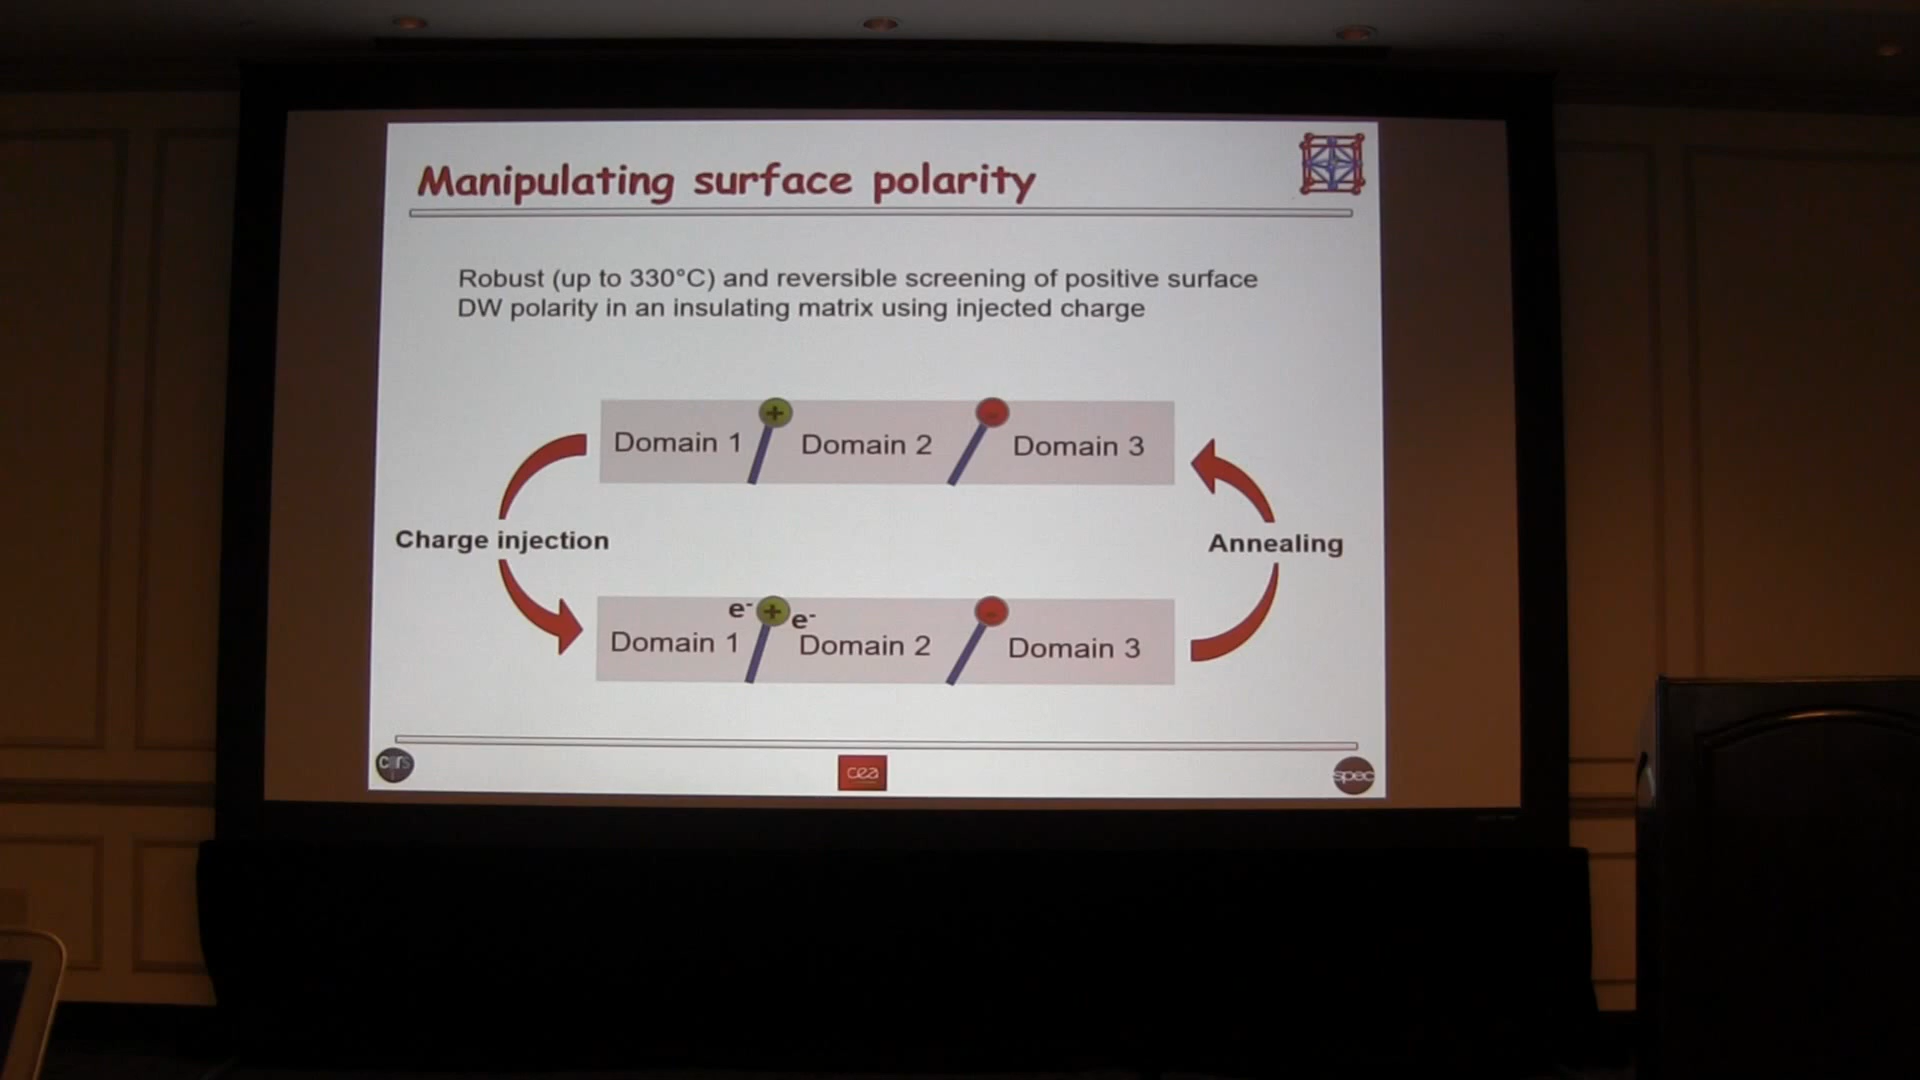 Manipulating surface polarity
Robust (up to 330°C) and reversible screening of positive surface
DW polarity in an insulating matrix using injected charge
+
-
Domain 1 Domain 2 Domain 3
Charge injection
Annealing
e- + e- -
Domain 1 Domain 2 Domain 3
cnrs
cea
spec